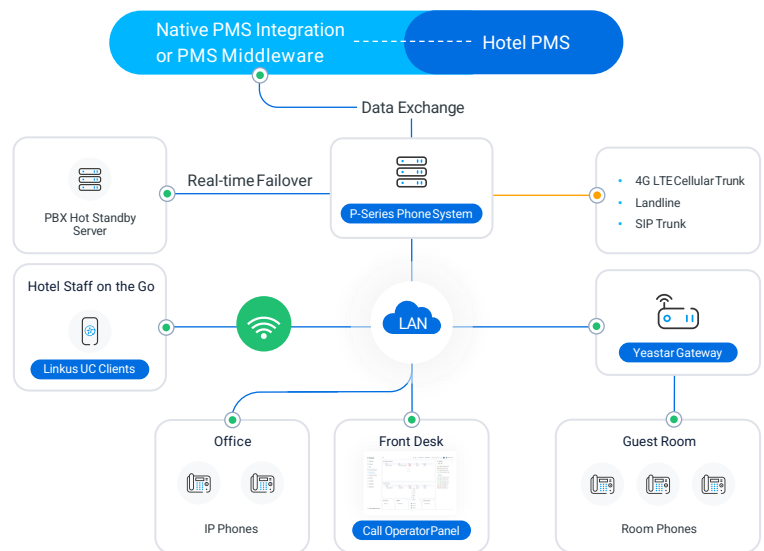 Native PMS Integration
or PMS Middleware
Hotel PMS
Data Exchange
Real-time Failover
PBX Hot Standby
Server
P-Series Phone System
4G LTE Cellular Trunk
Landline
SIP Trunk
Hotel Staff on the Go
Linkus UC Clients
LAN
Yeastar Gateway
Office
IP Phones
Front Desk
Call Operator Panel
Guest Room
Room Phones